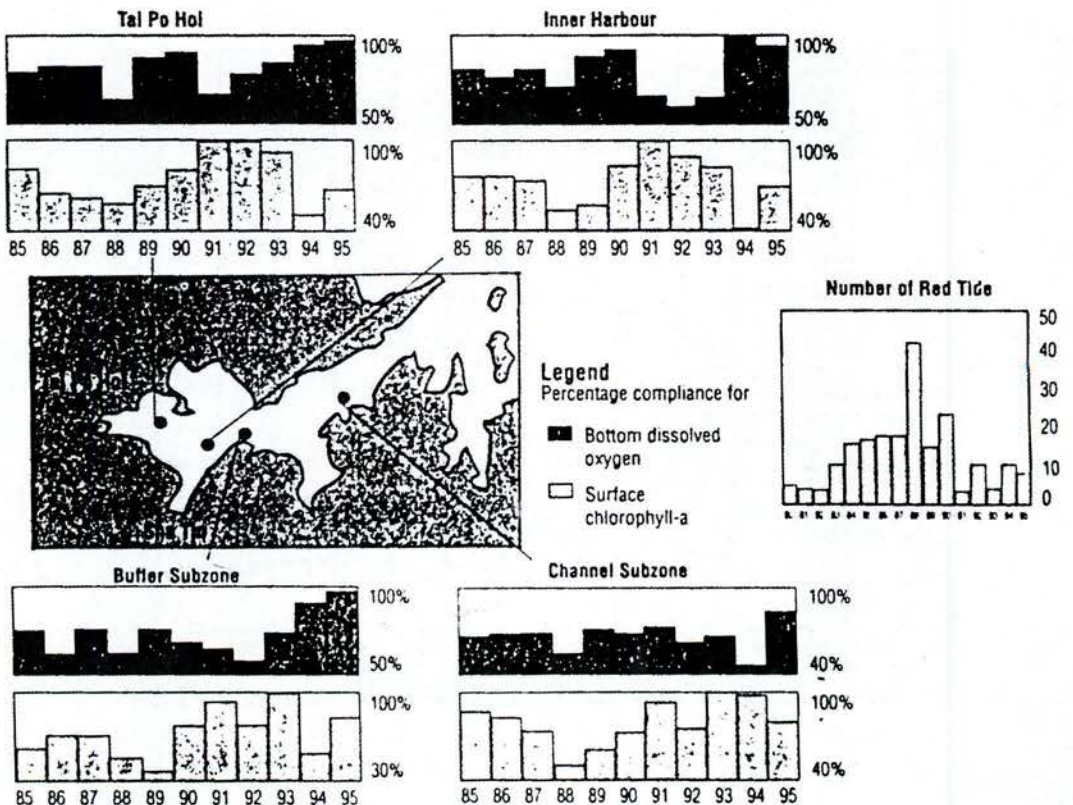 Tai Po Hoi
100%
50%
100%
40%
85 86 87 88 89 90 91 92 93 94 95
Inner Harbour
100%
50%
100%
40%
85 86 87 88 89 90 91 92 93 94 95
Legend
Percentage compliance for
Bottom dissolved
oxygen
Surface
chlorophyll-a
Number of Red Tide
50
40
30
20
10
0
Buffer Subzone
100%
50%
100%
30%
85 86 87 88 89 90 91 92 93 94 95
Channel Subzone
100%
40%
100%
40%
85 86 87 88 89 90 91 92 93 94 95